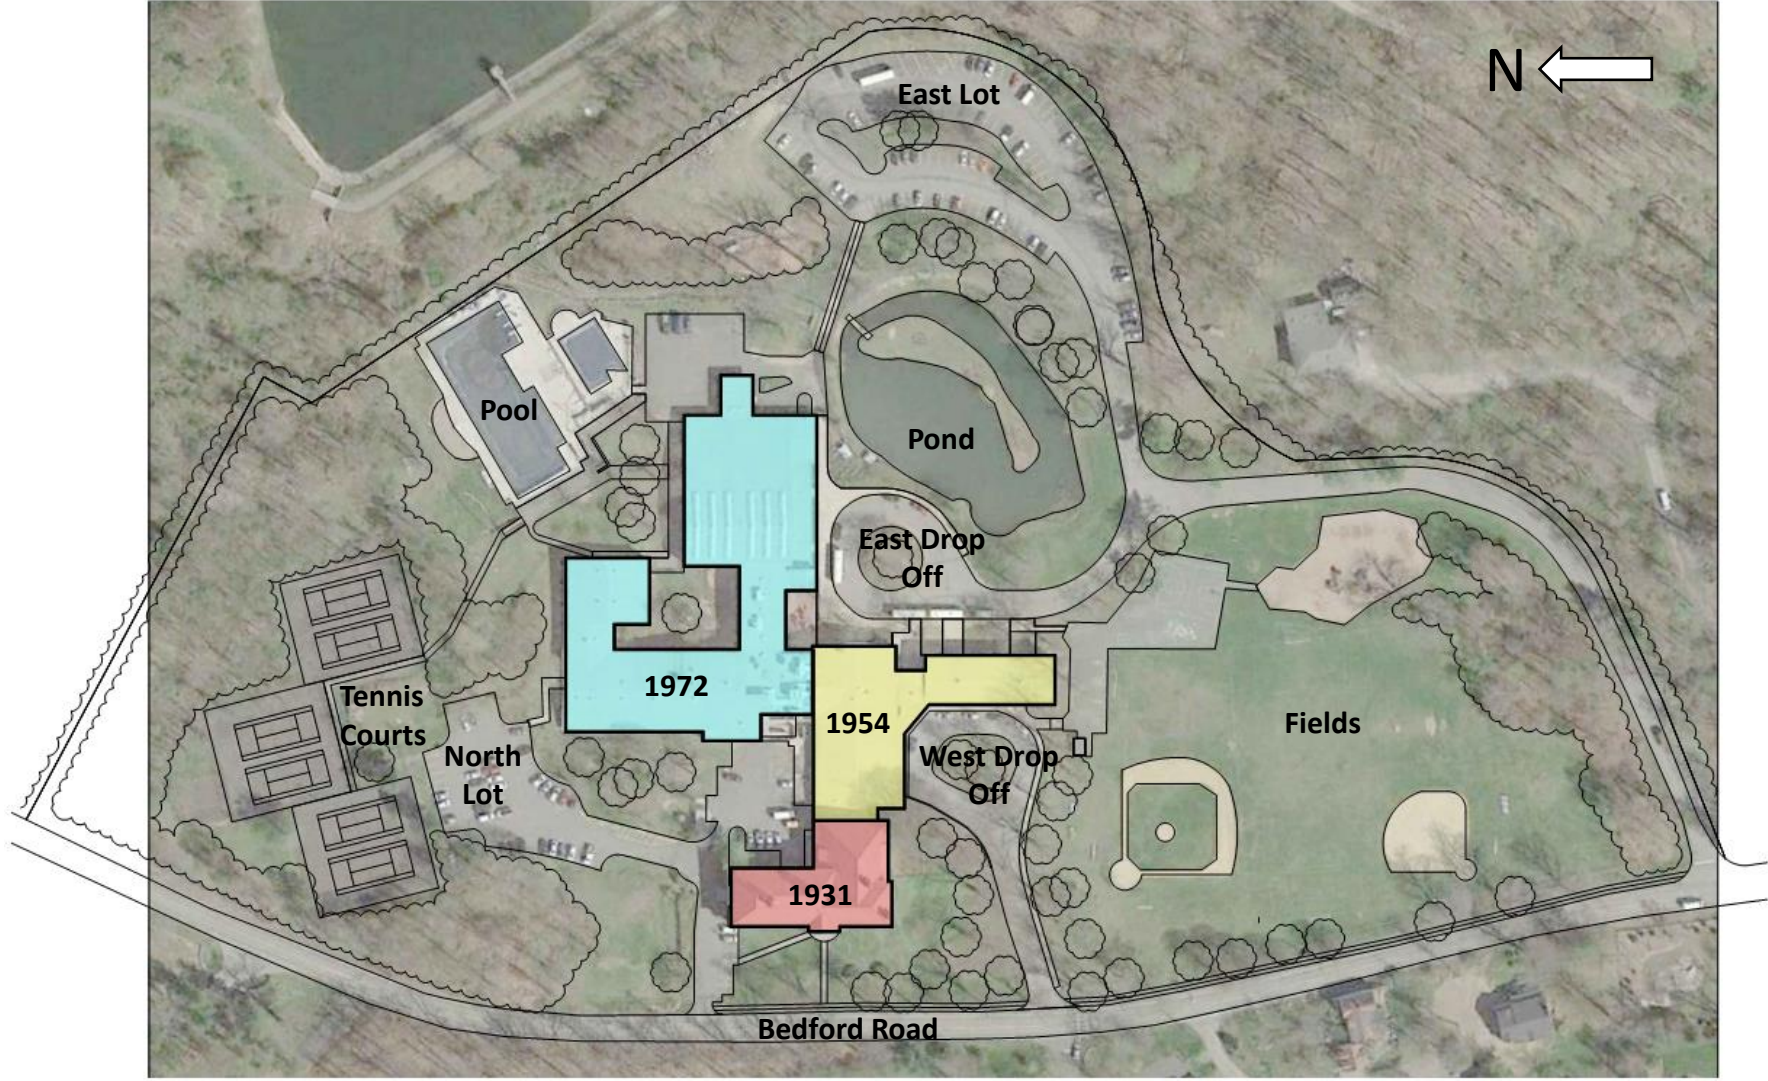 N
East Lot
Pool
Pond
East Drop
Off
1972
Tennis
Courts
1954
Fields
North
Lot
West Drop
Off
1931
Bedford Road